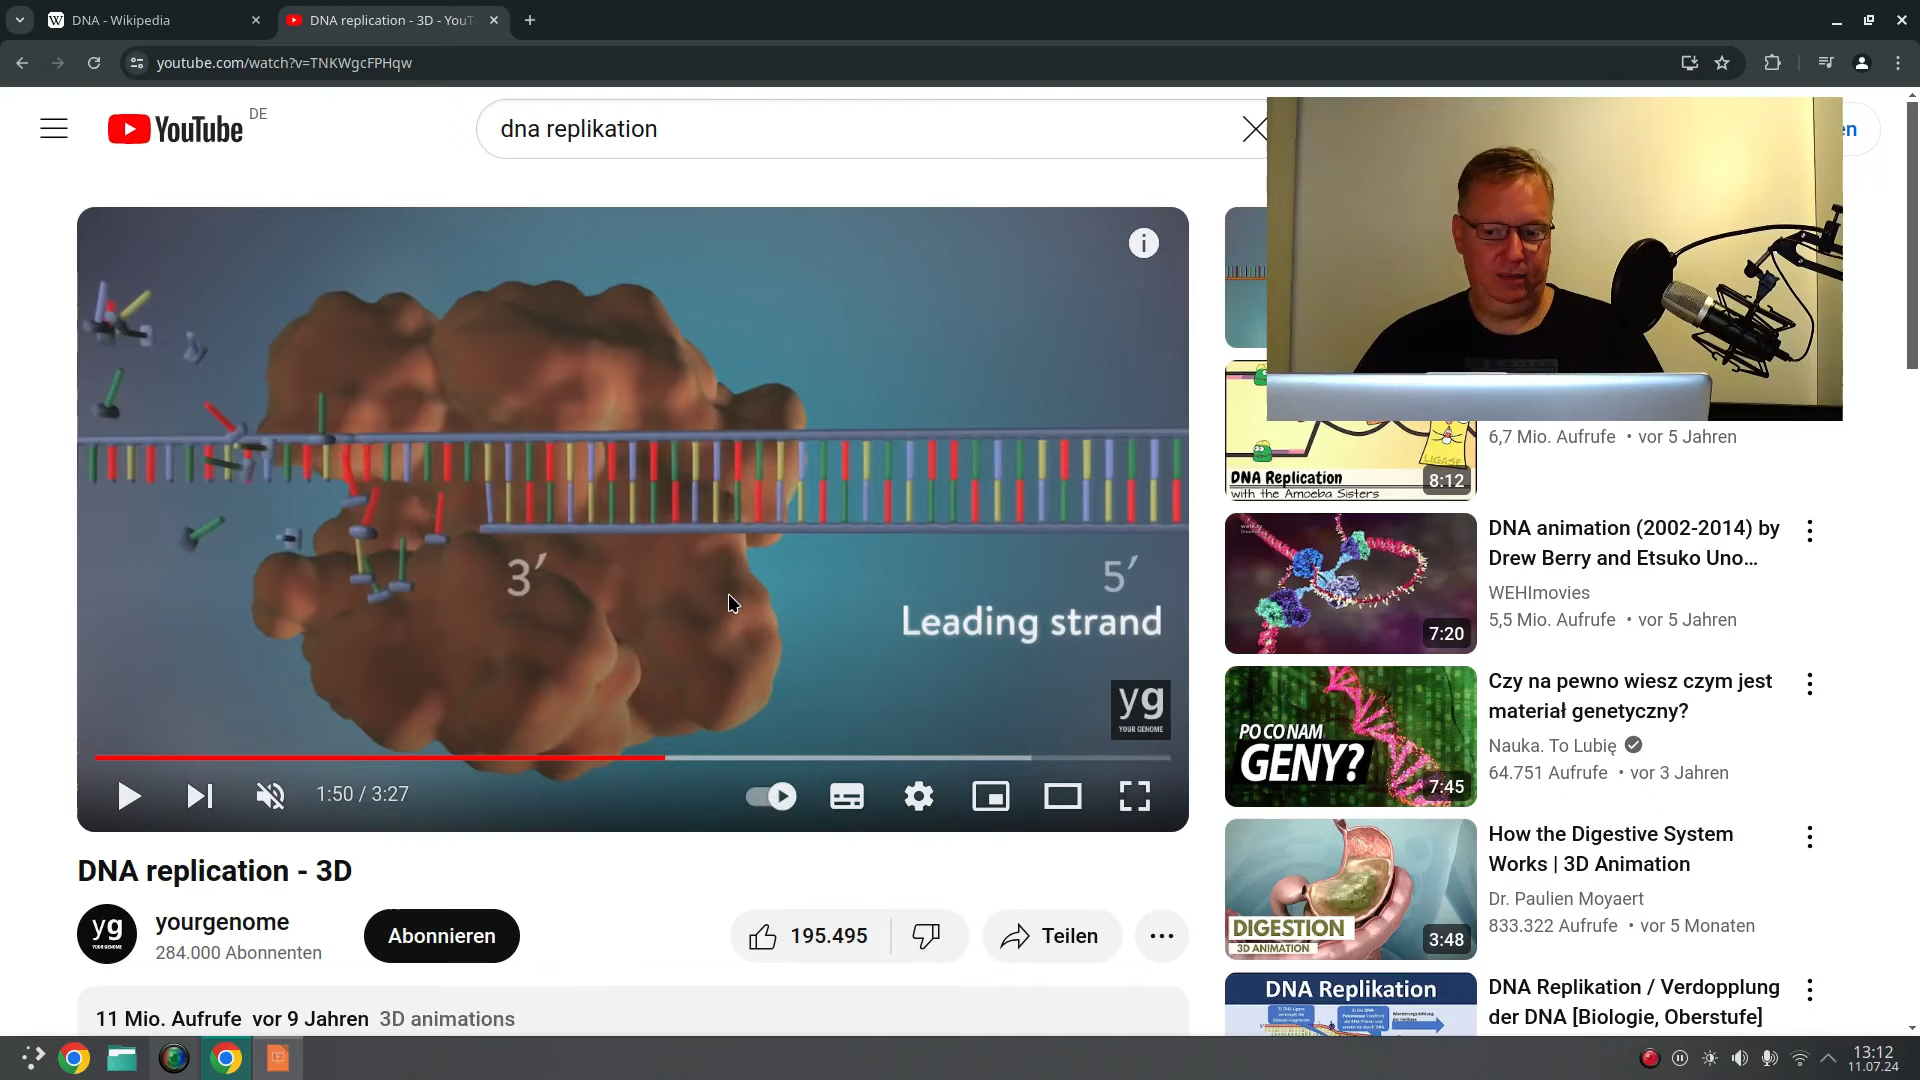 DNA - Wikipedia
DNA replication - 3D - YouT
youtube.com/watch?v=TNKWgcFPHqw
YouTube DE
dna replikation
en
3′
5′
Leading strand
yg
YOUR GENOME
1:50 / 3:27
DNA replication - 3D
yg
YOUR GENOME
yourgenome
284.000 Abonnenten
Abonnieren
195.495
Teilen
11 Mio. Aufrufe vor 9 Jahren 3D animations
LIGASE
DNA Replication
with the Amoeba Sisters
8:12
6,7 Mio. Aufrufe • vor 5 Jahren
7:20
DNA animation (2002-2014) by
Drew Berry and Etsuko Uno...
WEHImovies
5,5 Mio. Aufrufe • vor 5 Jahren
PO CO NAM
GENY?
7:45
Czy na pewno wiesz czym jest
materiał genetyczny?
Nauka. To Lubię
64.751 Aufrufe • vor 3 Jahren
DIGESTION
3D ANIMATION
3:48
How the Digestive System
Works | 3D Animation
Dr. Paulien Moyaert
833.322 Aufrufe • vor 5 Monaten
DNA Replikation
DNA Replikation / Verdopplung
der DNA [Biologie, Oberstufe]
13:12
11.07.24